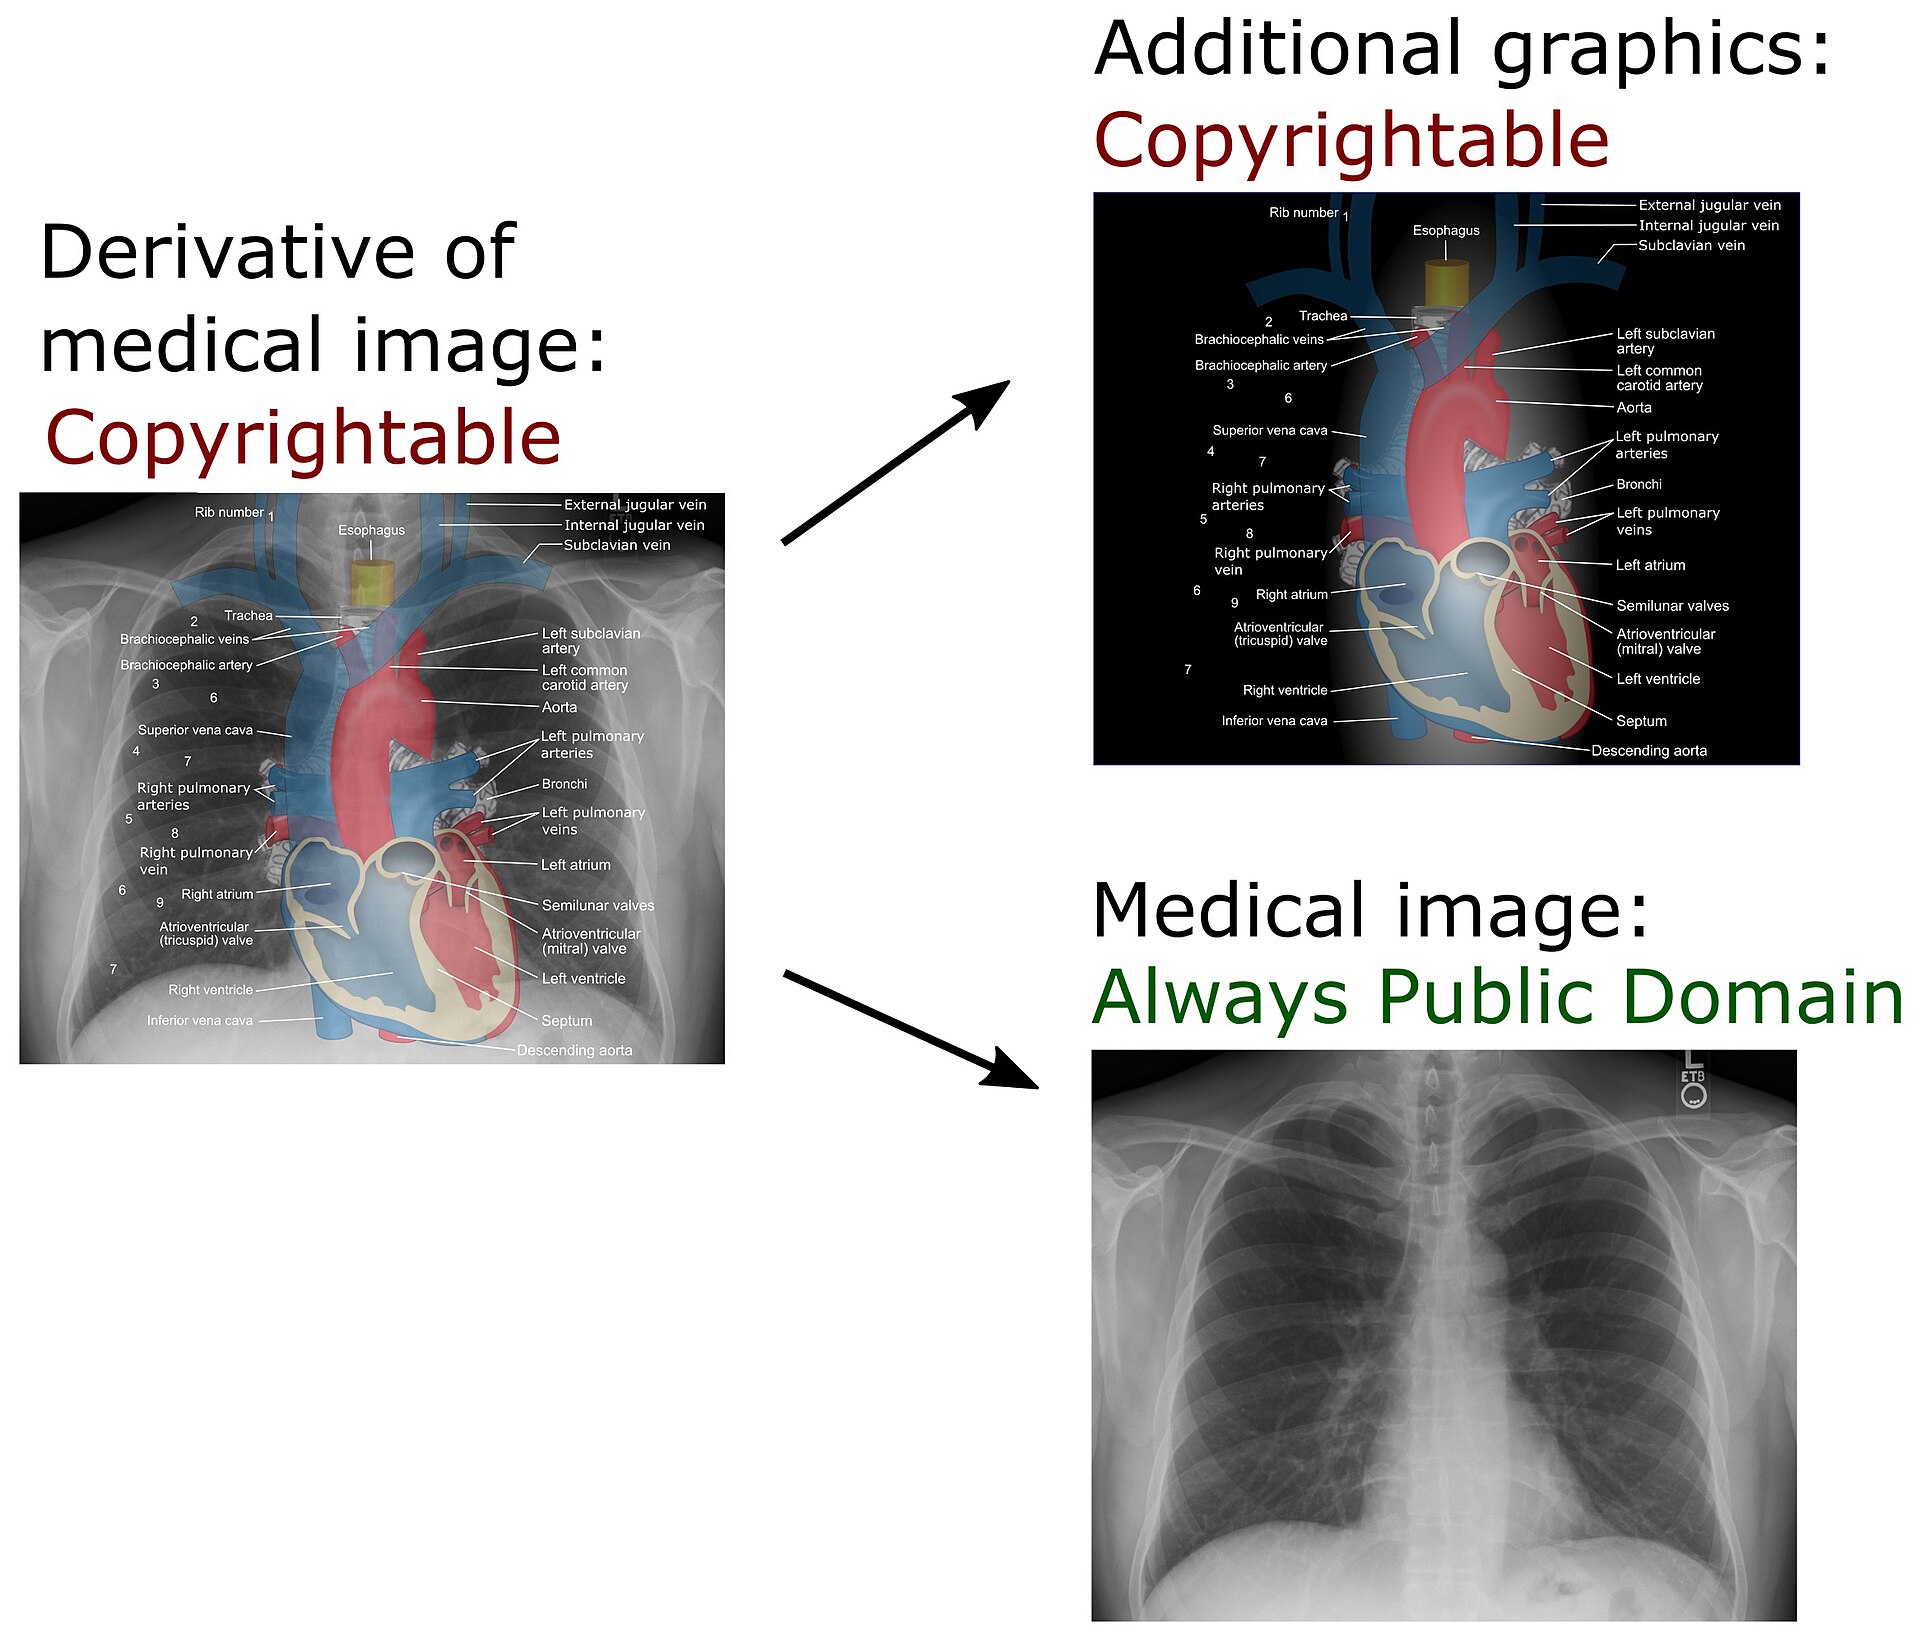 Derivative of
medical image:
Copyrightable
Rib number 1
External jugular vein
Internal jugular vein
Subclavian vein
Esophagus
2
Trachea
Brachiocephalic veins
Brachiocephalic artery
3
6
Superior vena cava
4
7
Right pulmonary
arteries
5
8
Right pulmonary
vein
6
9
Right atrium
Atrioventricular
(tricuspid) valve
7
Right ventricle
Inferior vena cava
Left subclavian
artery
Left common
carotid artery
Aorta
Left pulmonary
arteries
Bronchi
Left pulmonary
veins
Left atrium
Semilunar valves
Atrioventricular
(mitral) valve
Left ventricle
Septum
Descending aorta
Additional graphics:
Copyrightable
Rib number 1
External jugular vein
Internal jugular vein
Subclavian vein
Esophagus
2
Trachea
Brachiocephalic veins
Brachiocephalic artery
3
6
Superior vena cava
4
7
Right pulmonary
arteries
5
8
Right pulmonary
vein
6
9
Right atrium
Atrioventricular
(tricuspid) valve
7
Right ventricle
Inferior vena cava
Left subclavian
artery
Left common
carotid artery
Aorta
Left pulmonary
arteries
Bronchi
Left pulmonary
veins
Left atrium
Semilunar valves
Atrioventricular
(mitral) valve
Left ventricle
Septum
Descending aorta
Medical image:
Always Public Domain
L
ETB